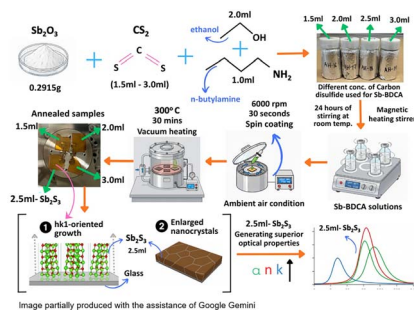 Sb₂O₃
0.2915g
CS₂
S C S
(1.5ml - 3.0ml)
ethanol
2.0ml
OH
n-butylamine
1.0ml
NH₂
1.5ml 2.0ml 2.5ml 3.0ml
Different conc. of Carbon
disulfide used for Sb-BDCA
24 hours of
stirring at
room temp.
Magnetic
heating stirrer
Sb-BDCA solutions
6000 rpm
30 seconds
Spin coating
Ambient air condition
300°C
30 mins
Vacuum heating
Annealed samples
1.5ml
2.0ml
3.0ml
2.5ml- Sb₂S₃
1 hk1-oriented
growth
Sb₂S₃
2.5ml
Glass
2 Enlarged
nanocrystals
2.5ml- Sb₂S₃
Generating superior
optical properties
α n k
2.5ml- Sb₂S₃
Image partially produced with the assistance of Google Gemini